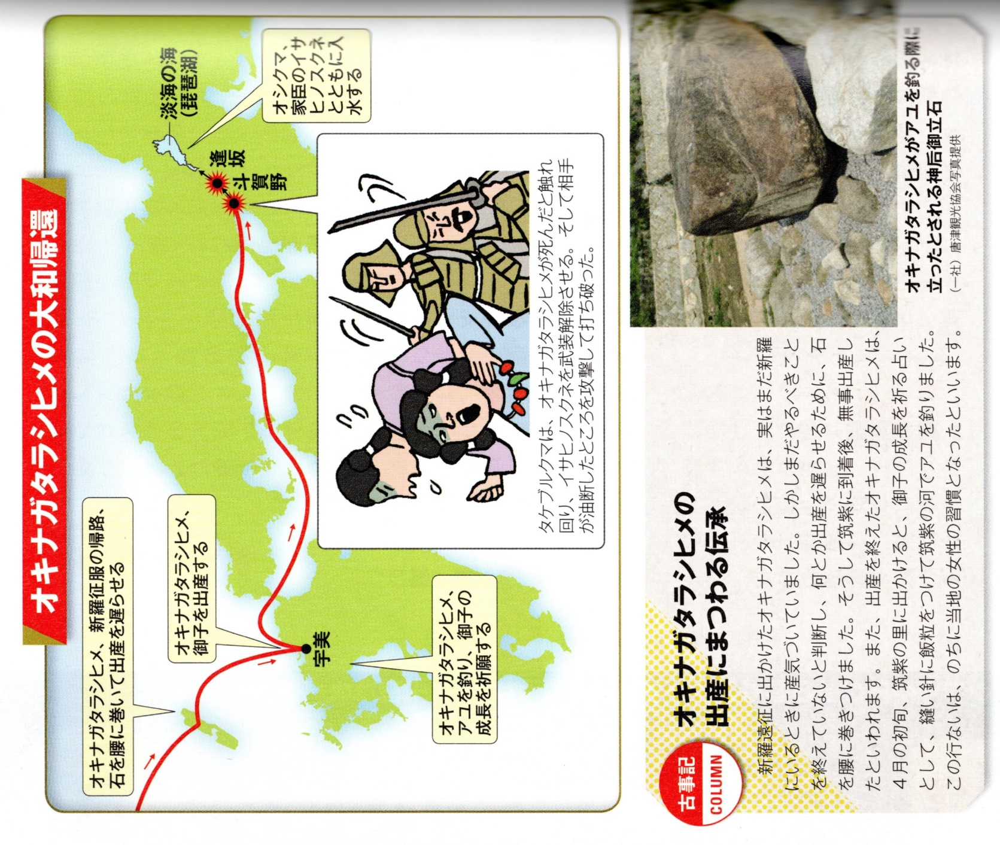 オキナガタラシヒメの大和帰還
オキナガタラシヒメ、新羅征服の帰路、
石を腰に巻いて出産を遅らせる
オキナガタラシヒメ、
御子を出産する
宇美
オキナガタラシヒメ、
アユを釣り、御子の
成長を祈願する
淡海の海
（琵琶湖）
逢
坂
斗
賀
野
オシクマ、
家臣のイサ
ヒノスクネ
とともに入
水する
タケブルクマは、オキナガタラシヒメが死んだと触れ
回り、イサヒノスクネを武装解除させる。そして相手
が油断したところを攻撃して打ち破った。
古事記
COLUMN
オキナガタラシヒメの
出産にまつわる伝承
新羅遠征に出かけたオキナガタラシヒメは、実はまだ新羅
にいるときに産気づいていました。しかしまだやるべきこと
を終えていないと判断し、何とか出産を遅らせるために、石
を腰に巻きつけました。そうして筑紫に到着後、無事出産し
たといわれます。また、出産を終えたオキナガタラシヒメは、
４月の初旬、筑紫の里に出かけると、御子の成長を祈る占い
として、縫い針に飯粒をつけて筑紫の河でアユを釣りました。
この行ないは、のちに当地の女性の習慣となったといいます。
オキナガタラシヒメがアユを釣る際に
立ったとされる神后御立石
（一社）唐津観光協会写真提供